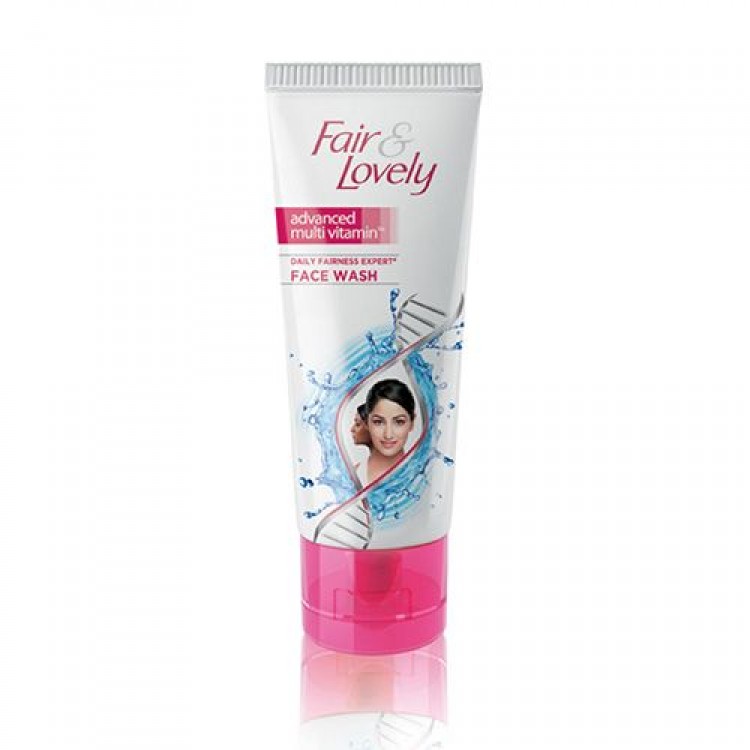 Fair &
Lovely
advanced
multi vitamin™
DAILY FAIRNESS EXPERT*
FACE WASH